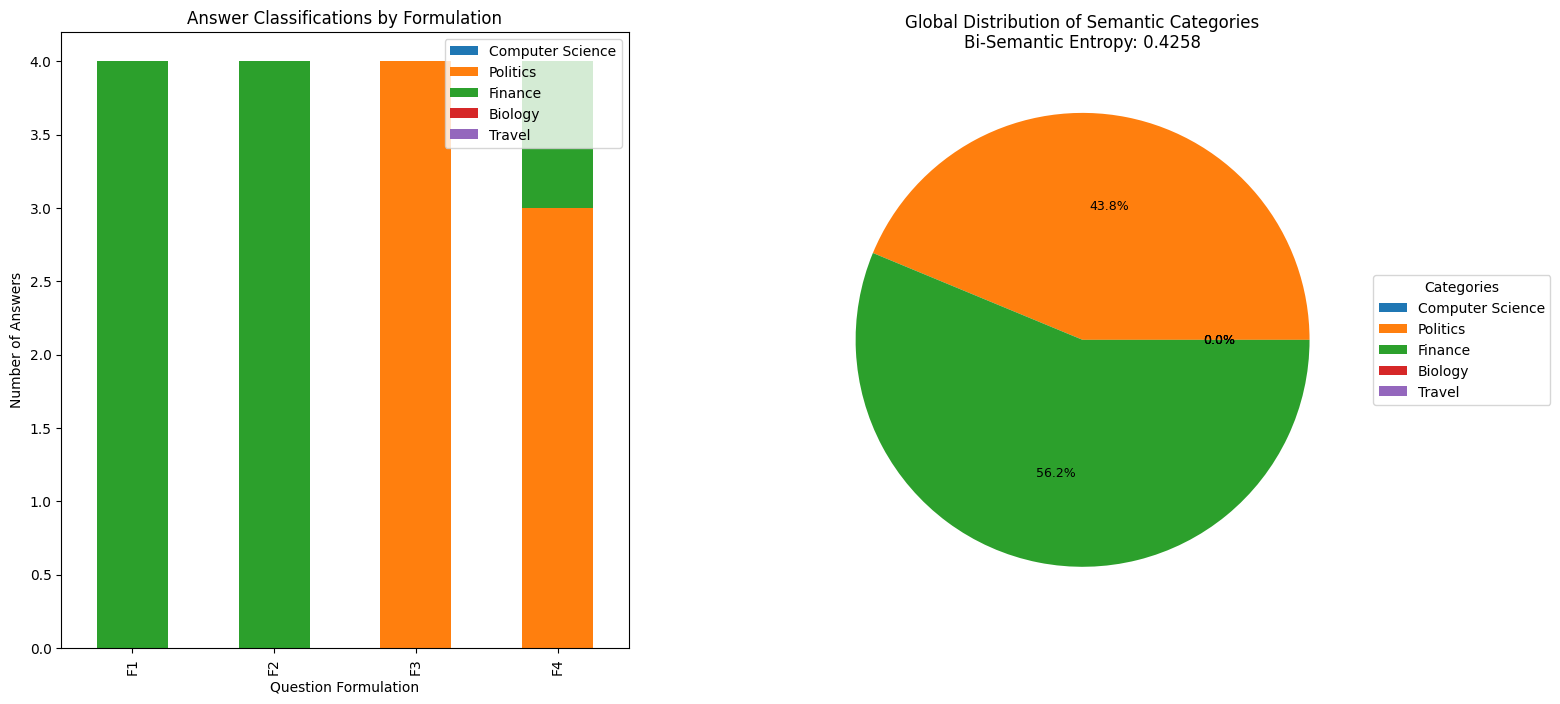 Answer Classifications by Formulation
Number of Answers
4.0
3.5
3.0
2.5
2.0
1.5
1.0
0.5
0.0
Computer Science
Politics
Finance
Biology
Travel
F1
F2
F3
F4
Question Formulation
Global Distribution of Semantic Categories
Bi-Semantic Entropy: 0.4258
43.8%
0.0%
56.2%
Categories
Computer Science
Politics
Finance
Biology
Travel